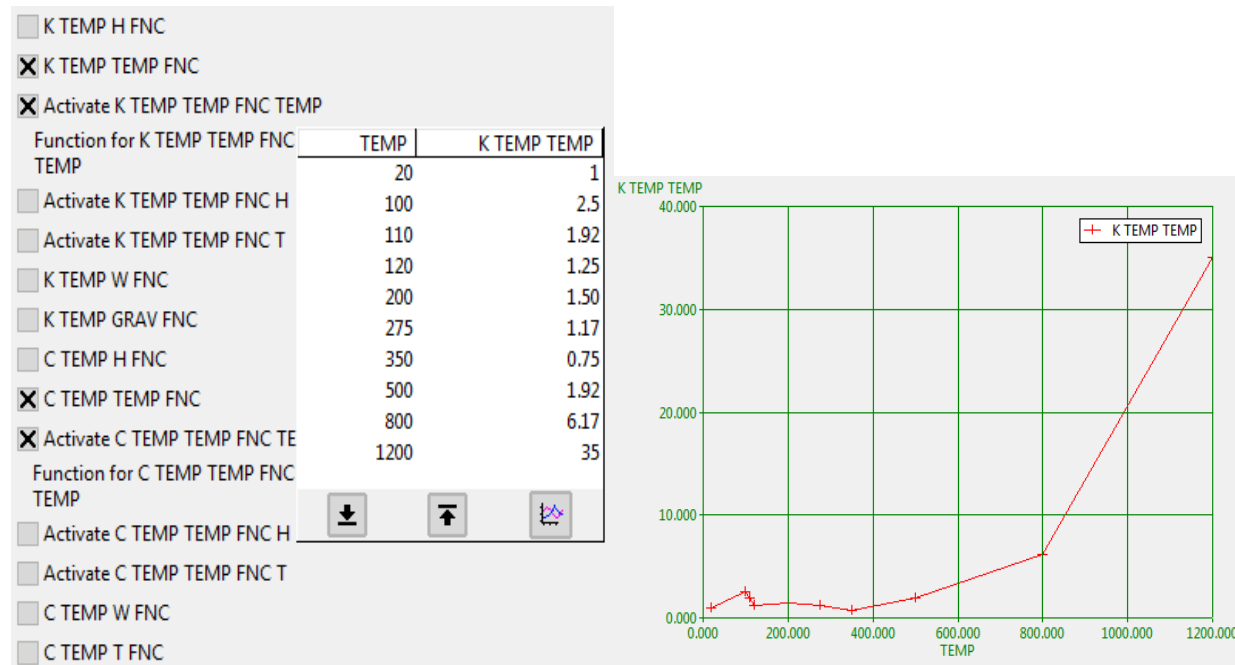 K TEMP H FNC
K TEMP TEMP FNC
Activate K TEMP TEMP FNC TEMP
Function for K TEMP TEMP FNC
TEMP
Activate K TEMP TEMP FNC H
Activate K TEMP TEMP FNC T
K TEMP W FNC
K TEMP GRAV FNC
C TEMP H FNC
C TEMP TEMP FNC
Activate C TEMP TEMP FNC TE
Function for C TEMP TEMP FNC
TEMP
Activate C TEMP TEMP FNC H
Activate C TEMP TEMP FNC T
C TEMP W FNC
C TEMP T FNC
TEMP K TEMP TEMP
20 1
100 2.5
110 1.92
120 1.25
200 1.50
275 1.17
350 0.75
500 1.92
800 6.17
1200 35
K TEMP TEMP
40.000
K TEMP TEMP
30.000
20.000
10.000
0.000
0.000 200.000 400.000 600.000 800.000 1000.000 1200.000
TEMP